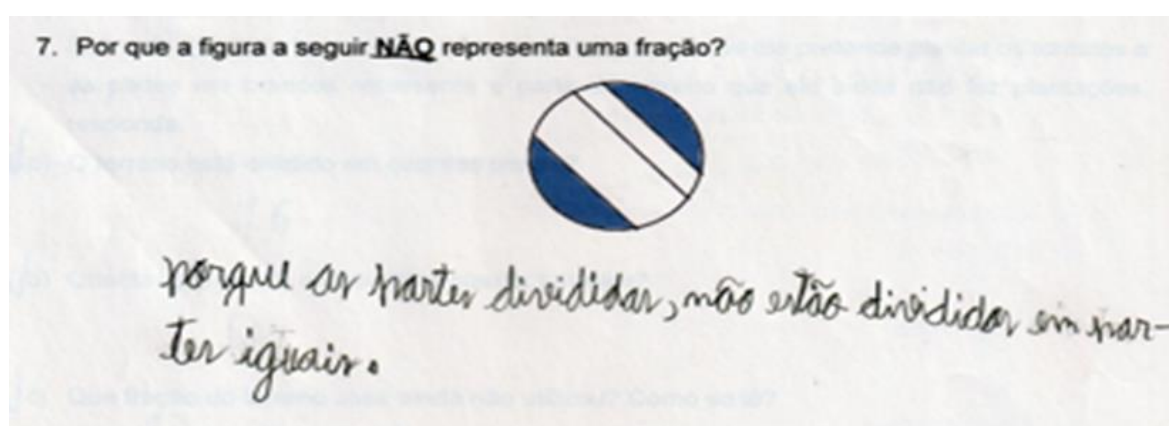 7. Por que a figura a seguir NÃO representa uma fração?
porque as partes divididas, não estão divididas em par-
tes iguais.